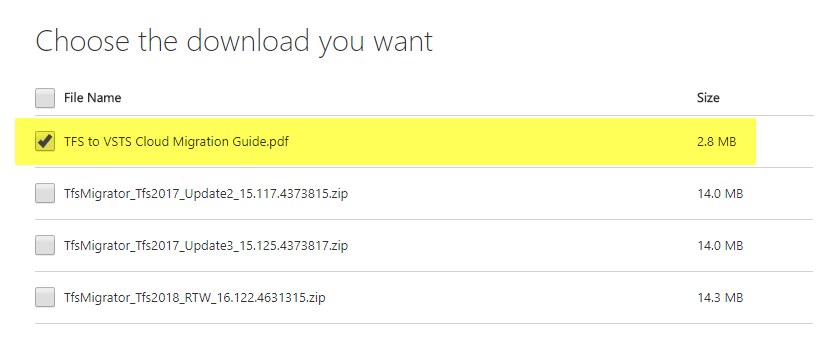 Choose the download you want
File Name Size
TFS to VSTS Cloud Migration Guide.pdf 2.8 MB
TfsMigrator_Tfs2017_Update2_15.117.4373815.zip 14.0 MB
TfsMigrator_Tfs2017_Update3_15.125.4373817.zip 14.0 MB
TfsMigrator_Tfs2018_RTW_16.122.4631315.zip 14.3 MB